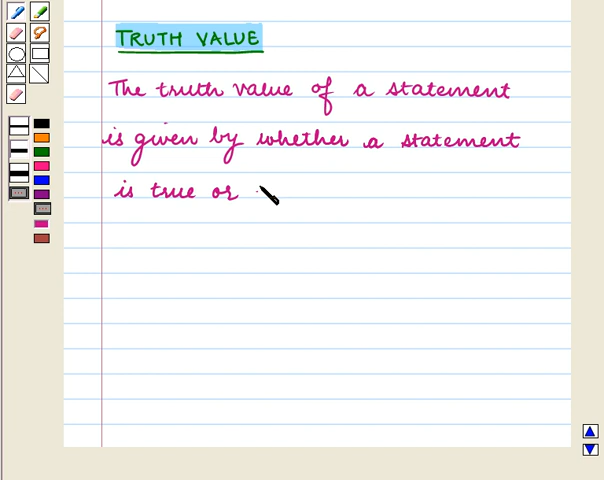 TRUTH VALUE
The truth value of a statement
is given by whether a statement
is true or